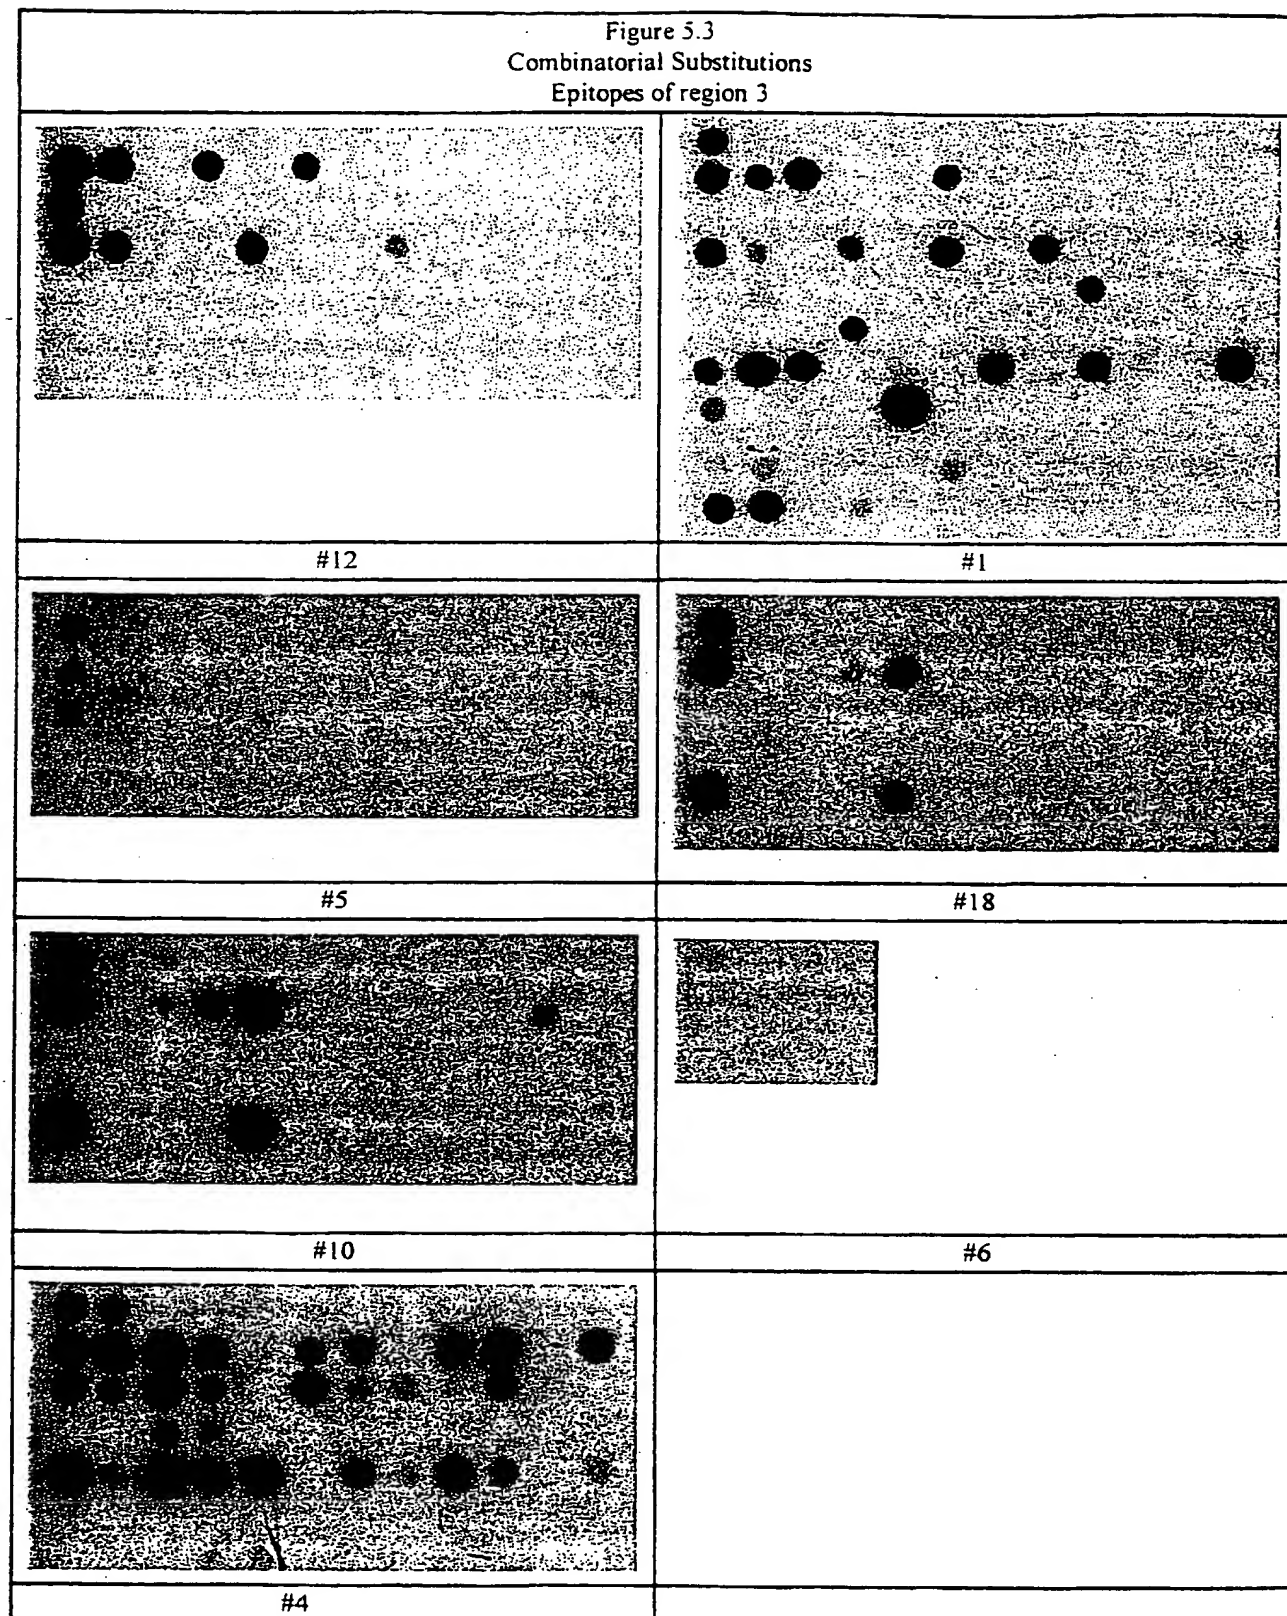 Figure 5.3
Combinatorial Substitutions
Epitopes of region 3
#12
#1
#5
#18
#10
#6
#4